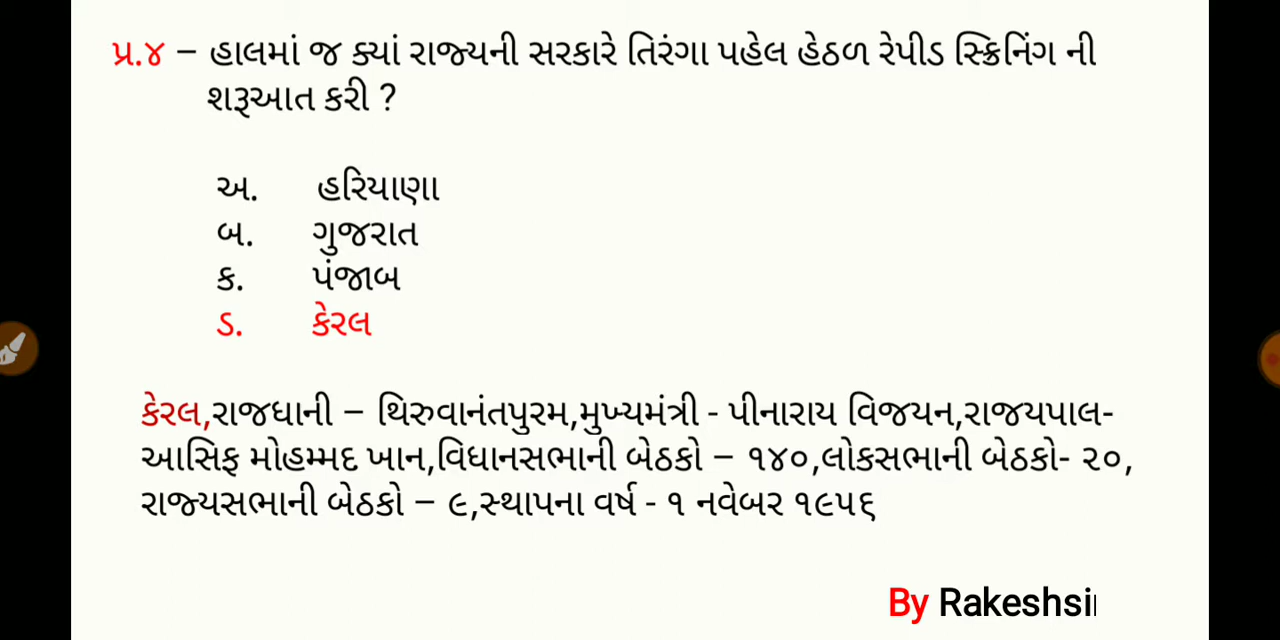 પ્ર.૪ – હાલમાં જ ક્યાં રાજ્યની સરકારે તિરંગા પહેલ હેઠળ રેપીડ સ્ક્રિનિંગ ની
શરૂઆત કરી ?
અ. હરિયાણા
બ. ગુજરાત
ક. પંજાબ
ડ. કેરલ
કેરલ,રાજધાની – થિરુવાનંતપુરમ,મુખ્યમંત્રી - પીનારાય વિજયન,રાજયપાલ-
આસિફ મોહમ્મદ ખાન,વિધાનસભાની બેઠકો – ૧૪૦,લોકસભાની બેઠકો- ૨૦,
રાજ્યસભાની બેઠકો – ૯,સ્થાપના વર્ષ - ૧ નવેબર ૧૯૫૬
By Rakeshsi